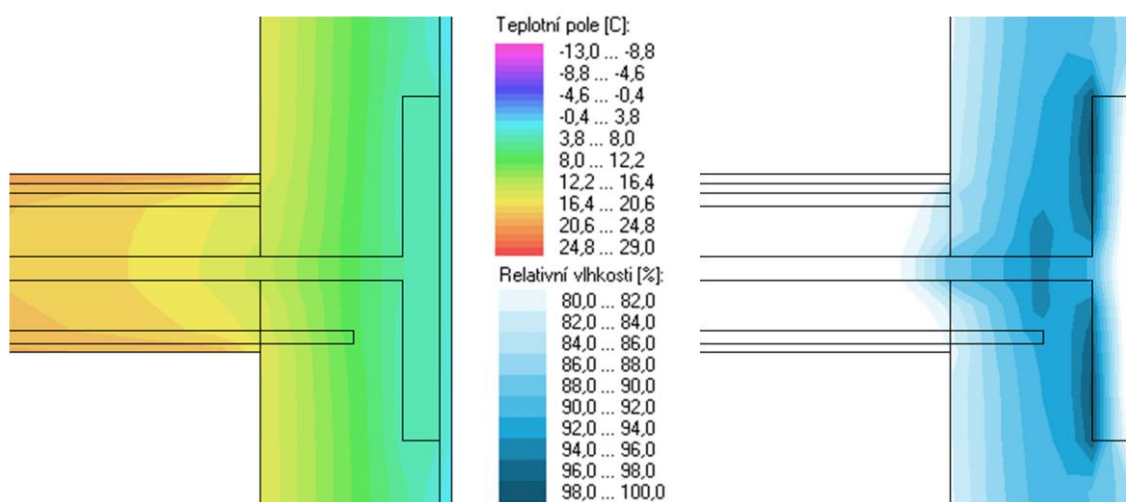 Teplotní pole [C]:
-13,0 ... -8,8
-8,8 ... -4,6
-4,6 ... -0,4
-0,4 ... 3,8
3,8 ... 8,0
8,0 ... 12,2
12,2 ... 16,4
16,4 ... 20,6
20,6 ... 24,8
24,8 ... 29,0
Relativní vlhkosti [%]:
80,0 ... 82,0
82,0 ... 84,0
84,0 ... 86,0
86,0 ... 88,0
88,0 ... 90,0
90,0 ... 92,0
92,0 ... 94,0
94,0 ... 96,0
96,0 ... 98,0
98,0 ... 100,0